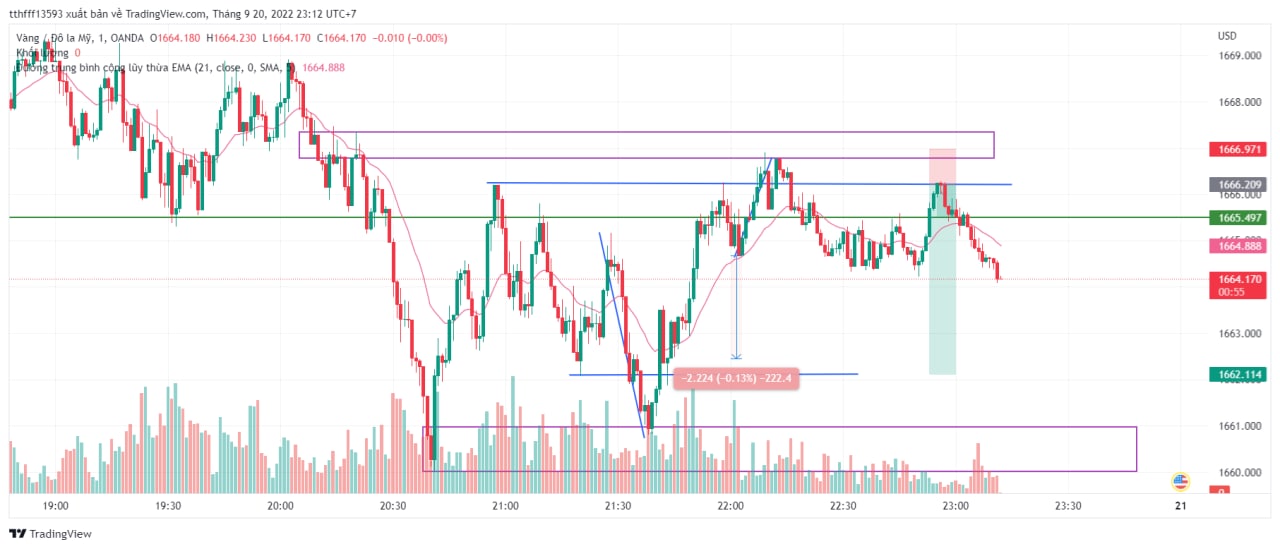 tthfff13593 xuất bản về TradingView.com, Tháng 9 20, 2022 23:12 UTC+7
Vàng / Đô la Mỹ, 1, OANDA O1664.180 H1664.230 L1664.170 C1664.170 −0.010 (−0.00%)
Khối lượng 0
Đường trung bình cộng lũy thừa EMA (21, close, 0, SMA, 5) 1664.888
USD
1669.000
1668.000
1666.971
1666.209
1666.000
1665.497
1664.888
1664.170
00:55
1663.000
1662.114
−2.224 (−0.13%) −222.4
1661.000
1660.000
0
19:00 19:30 20:00 20:30 21:00 21:30 22:00 22:30 23:00 23:30 21
TradingView